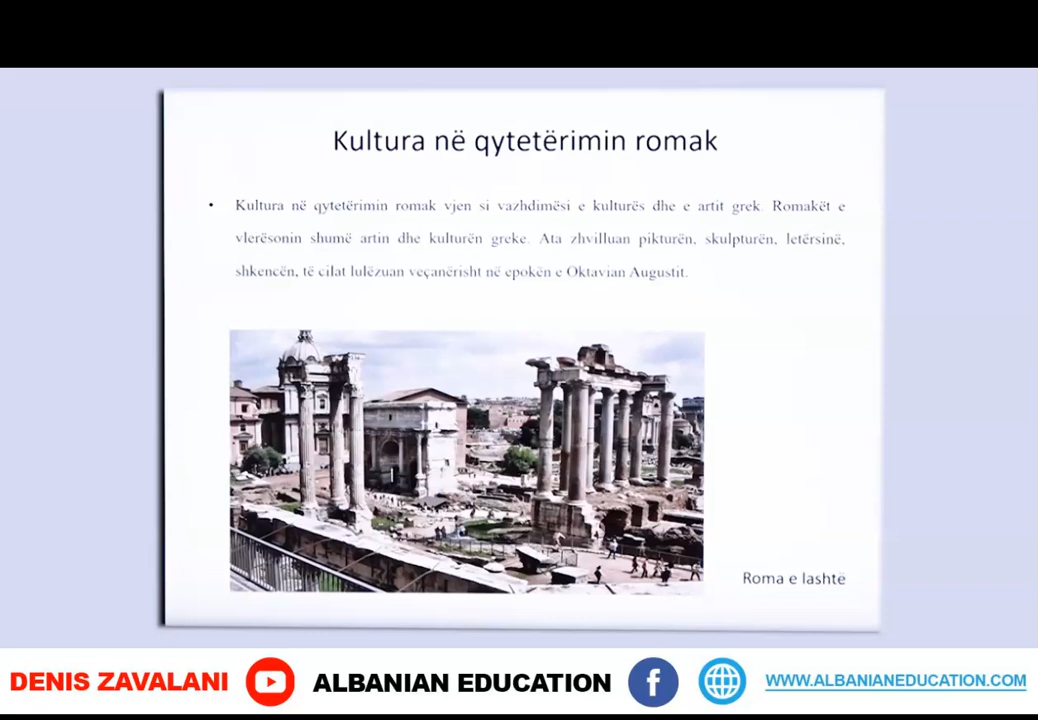 Kultura në qytetërimin romak
• Kultura në qytetërimin romak vjen si vazhdimësi e kulturës dhe e artit grek. Romakët e
vlerësonin shumë artin dhe kulturën greke. Ata zhvilluan pikturën, skulpturën, letërsinë,
shkencën, të cilat lulëzuan veçanërisht në epokën e Oktavian Augustit.
Roma e lashtë
DENIS ZAVALANI ALBANIAN EDUCATION WWW.ALBANIANEDUCATION.COM